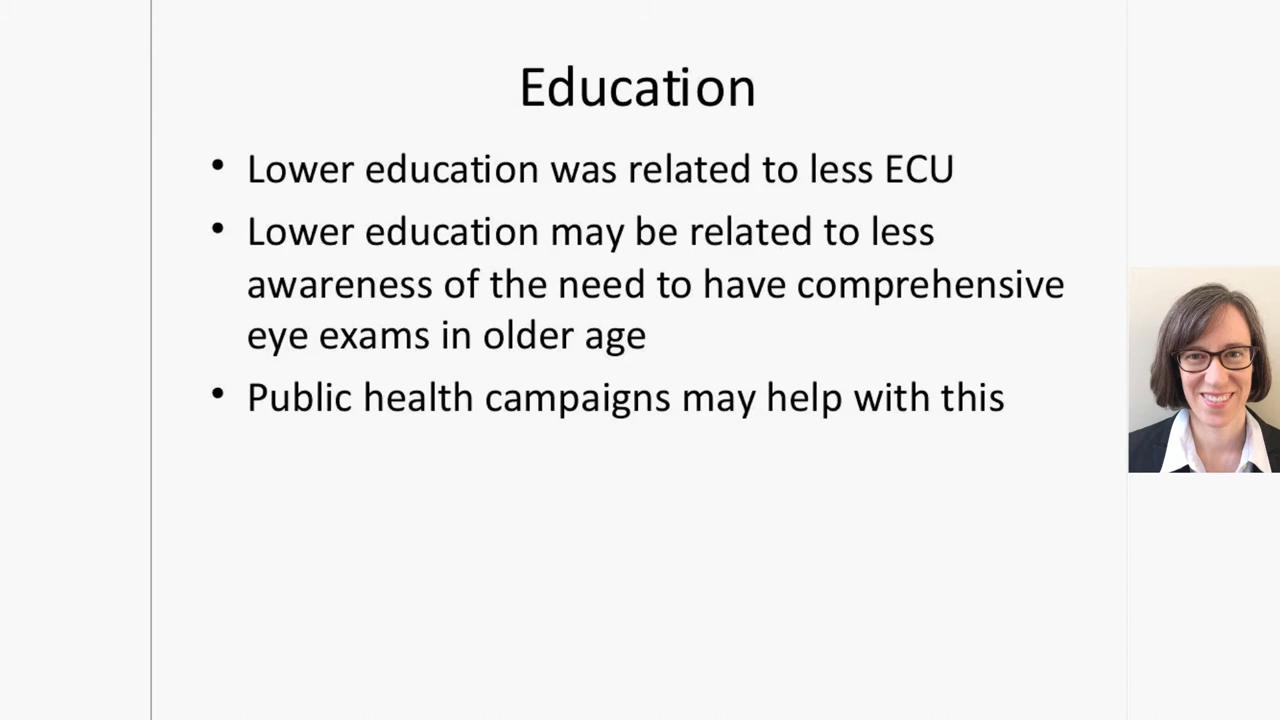 Education
• Lower education was related to less ECU
• Lower education may be related to less
awareness of the need to have comprehensive
eye exams in older age
• Public health campaigns may help with this